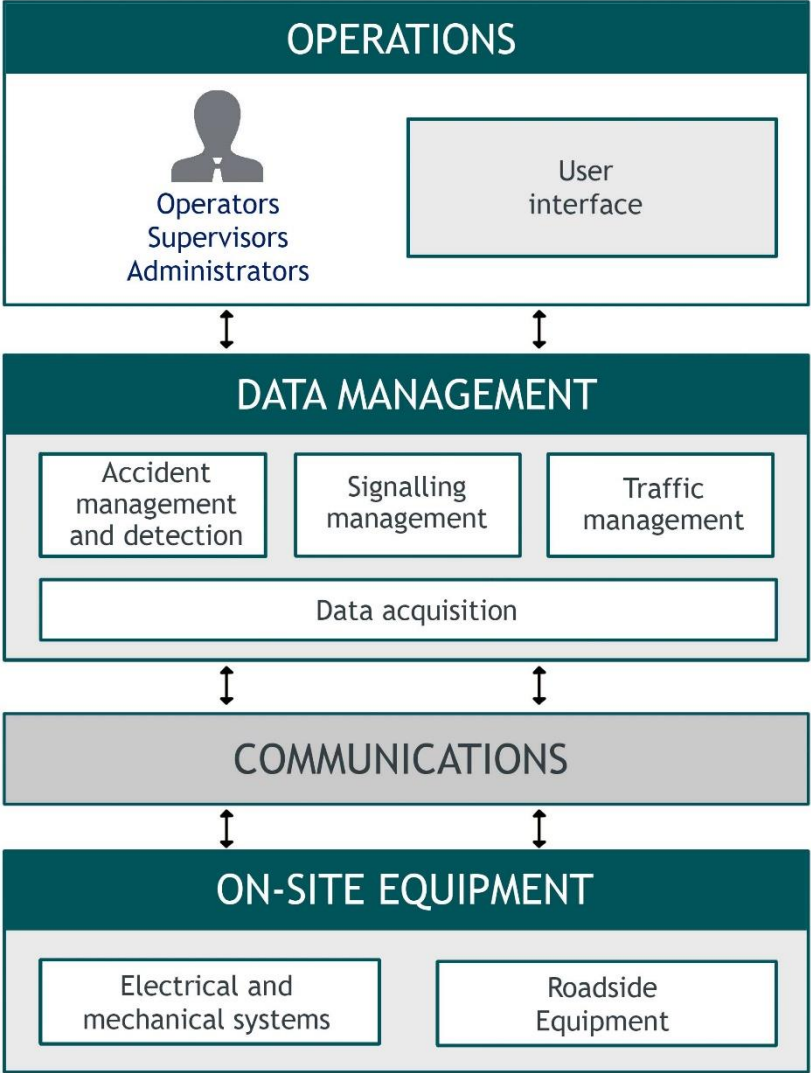 OPERATIONS
Operators
Supervisors
Administrators
User
interface
DATA MANAGEMENT
Accident
management
and detection
Signalling
management
Traffic
management
Data acquisition
COMMUNICATIONS
ON-SITE EQUIPMENT
Electrical and
mechanical systems
Roadside
Equipment